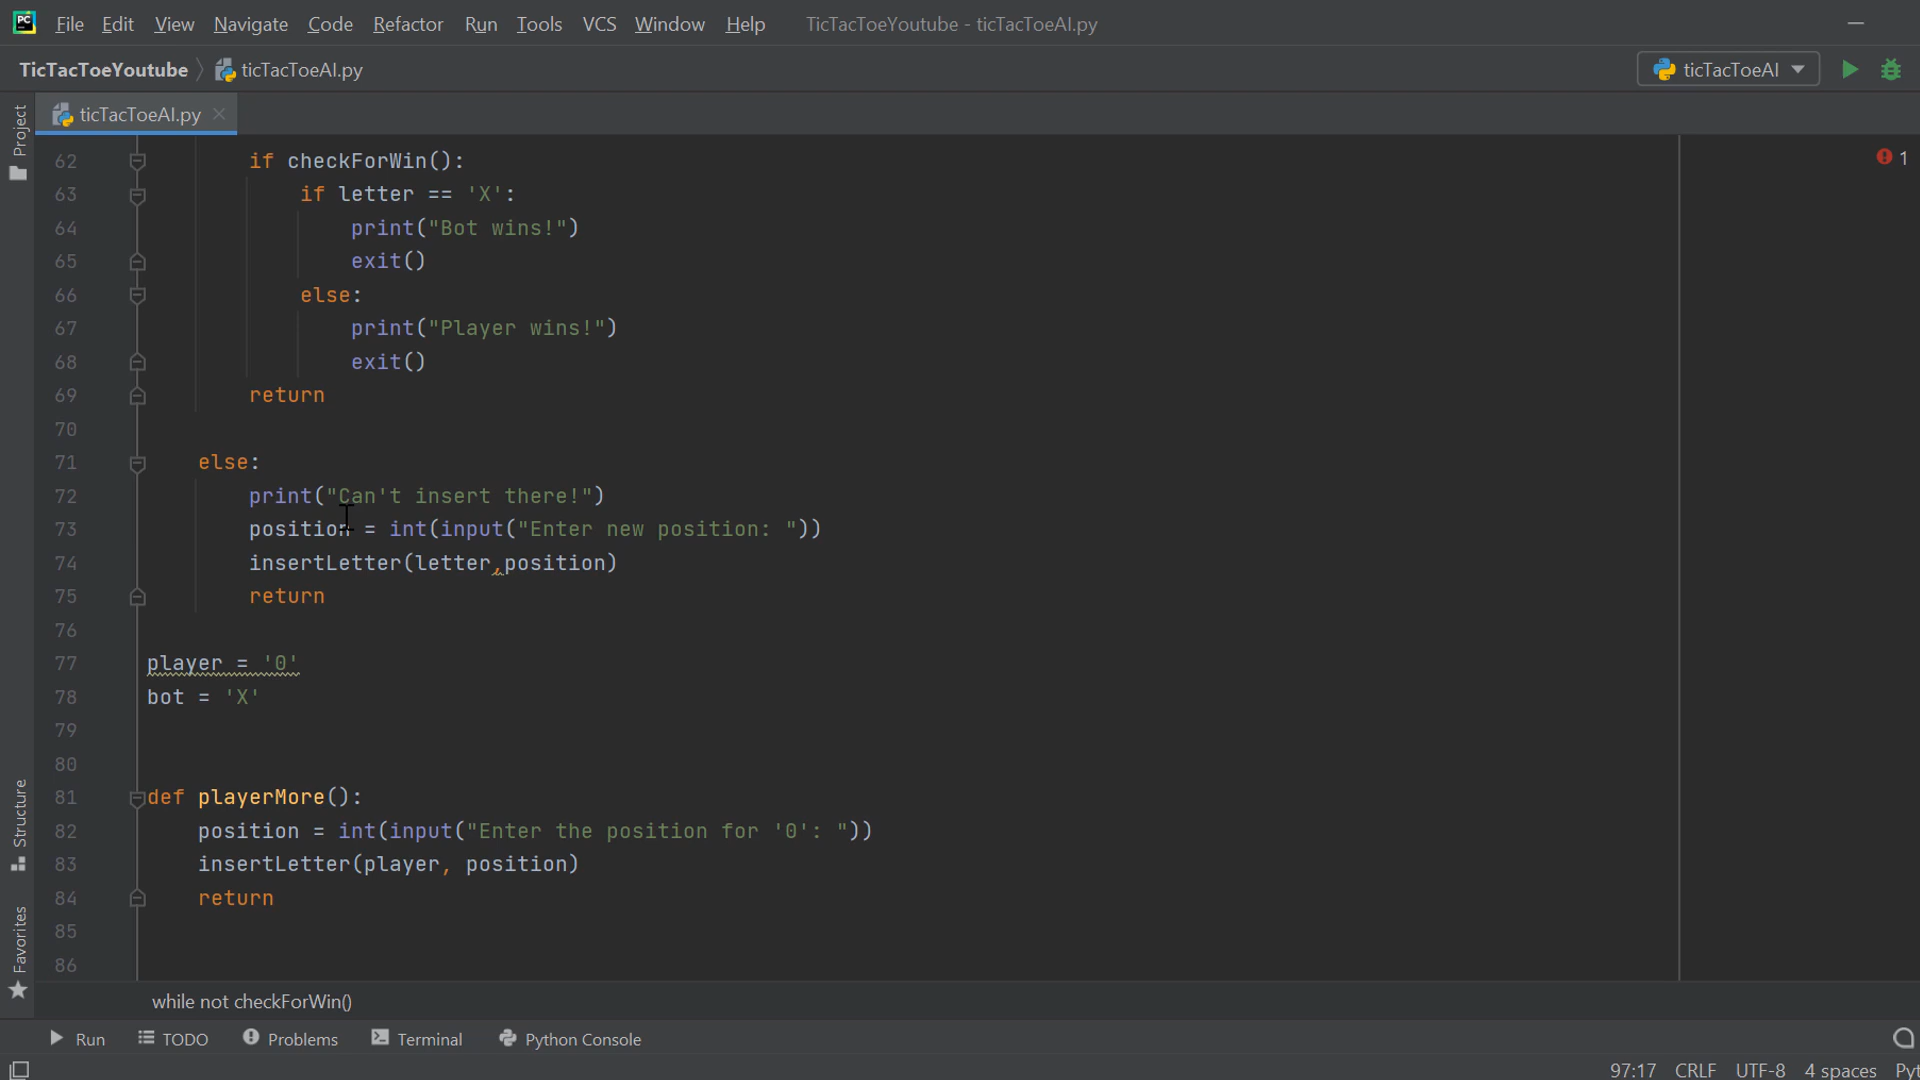 File Edit View Navigate Code Refactor Run Tools VCS Window Help TicTacToeYoutube - ticTacToeAI.py
TicTacToeYoutube ticTacToeAI.py ticTacToeAI
ticTacToeAI.py
Project
62 if checkForWin(): 1
63 if letter == 'X':
64 print("Bot wins!")
65 exit()
66 else:
67 print("Player wins!")
68 exit()
69 return
70
71 else:
72 print("Can't insert there!")
73 position = int(input("Enter new position: "))
74 insertLetter(letter,position)
75 return
76
77 player = 'O'
78 bot = 'X'
79
80
81 def playerMore():
82 position = int(input("Enter the position for 'O': "))
83 insertLetter(player, position)
84 return
85
86
Structure
Favorites
while not checkForWin()
Run TODO Problems Terminal Python Console
97:17 CRLF UTF-8 4 spaces Pyt